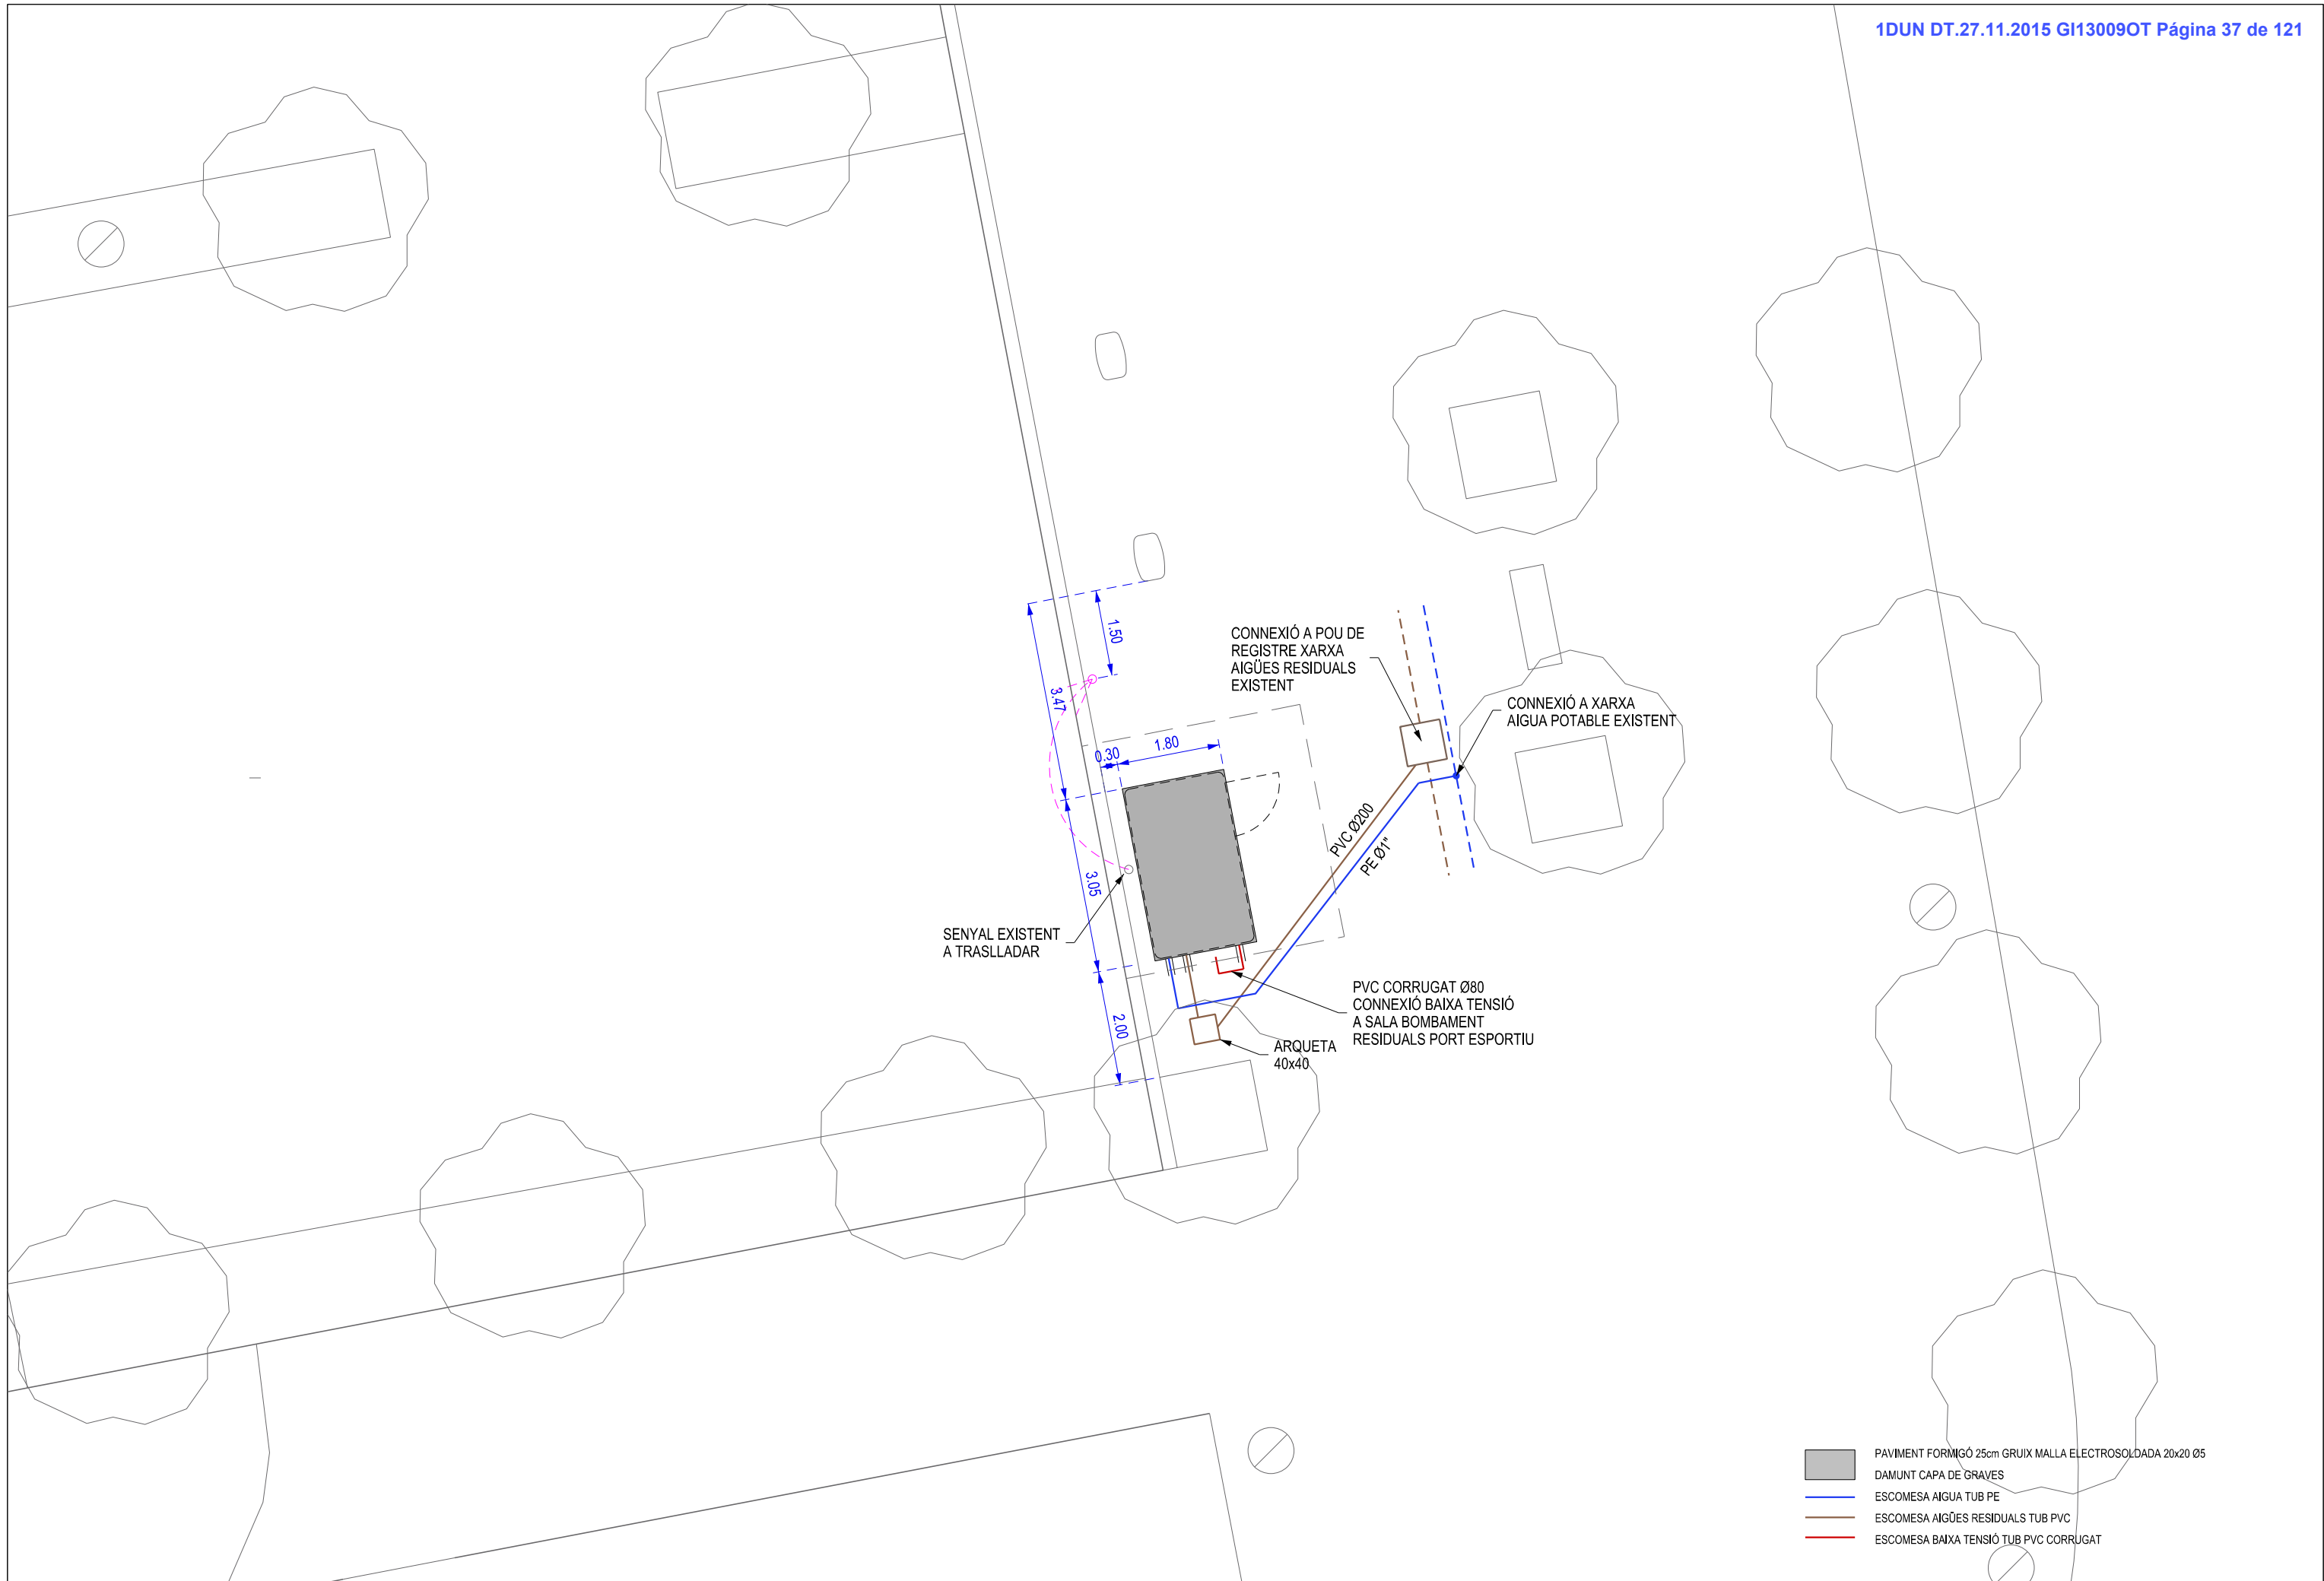 1DUN DT.27.11.2015 GI13009OT Página 37 de 121
1.50
3.47
CONNEXIÓ A POU DE
REGISTRE XARXA
AIGÜES RESIDUALS
EXISTENT
CONNEXIÓ A XARXA
AIGUA POTABLE EXISTENT
0.30
1.80
PVC Ø200
PE Ø1"
3.05
SENYAL EXISTENT
A TRASLLADAR
2.00
PVC CORRUGAT Ø80
CONNEXIÓ BAIXA TENSIÓ
A SALA BOMBAMENT
RESIDUALS PORT ESPORTIU
ARQUETA
40x40
PAVIMENT FORMIGÓ 25cm GRUIX MALLA ELECTROSOLDADA 20x20 Ø5
DAMUNT CAPA DE GRAVES
ESCOMESA AIGUA TUB PE
ESCOMESA AIGÜES RESIDUALS TUB PVC
ESCOMESA BAIXA TENSIÓ TUB PVC CORRUGAT